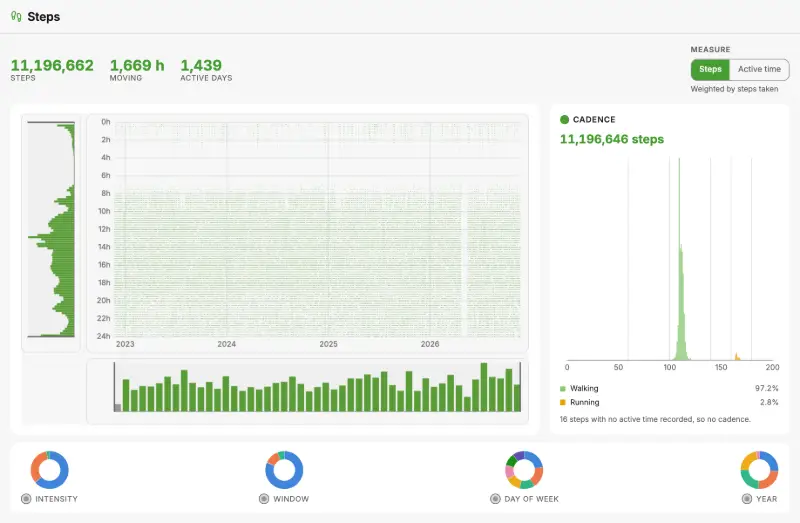 Steps
11,196,662
STEPS
1,669 h
MOVING
1,439
ACTIVE DAYS
MEASURE
Steps
Active time
Weighted by steps taken
0h
2h
4h
6h
8h
10h
12h
14h
16h
18h
20h
22h
24h
2023
2024
2025
2026
CADENCE
11,196,646 steps
0
50
100
150
200
Walking
97.2%
Running
2.8%
16 steps with no active time recorded, so no cadence.
INTENSITY
WINDOW
DAY OF WEEK
YEAR